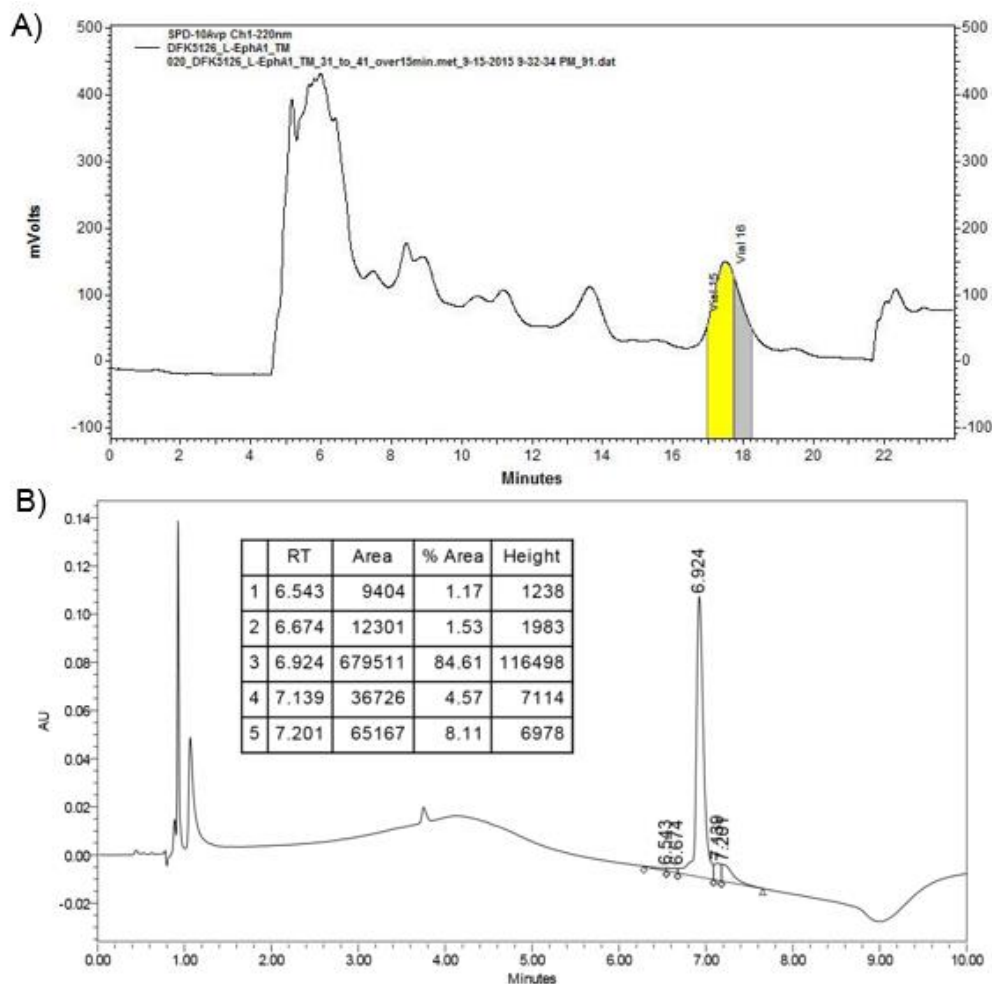 A)
SPD-10Avp Ch1-220nm
DFK5126_L-EphA1_TM
020_DFK5126_L-EphA1_TM_31_to_41_over15min.met_9-15-2015 9-32-34 PM_91.dat
500
400
300
200
100
0
-100
mVolts
500
400
300
200
100
0
-100
Vial 15
Vial 16
0 2 4 6 8 10 12 14 16 18 20 22
Minutes
B)
0.14
0.12
0.10
0.08
0.06
0.04
0.02
0.00
-0.02
AU
RT Area % Area Height
1 6.543 9404 1.17 1238
2 6.674 12301 1.53 1983
3 6.924 679511 84.61 116498
4 7.139 36726 4.57 7114
5 7.201 65167 8.11 6978
6.543
6.674
6.924
7.139
7.201
0.00 1.00 2.00 3.00 4.00 5.00 6.00 7.00 8.00 9.00 10.00
Minutes